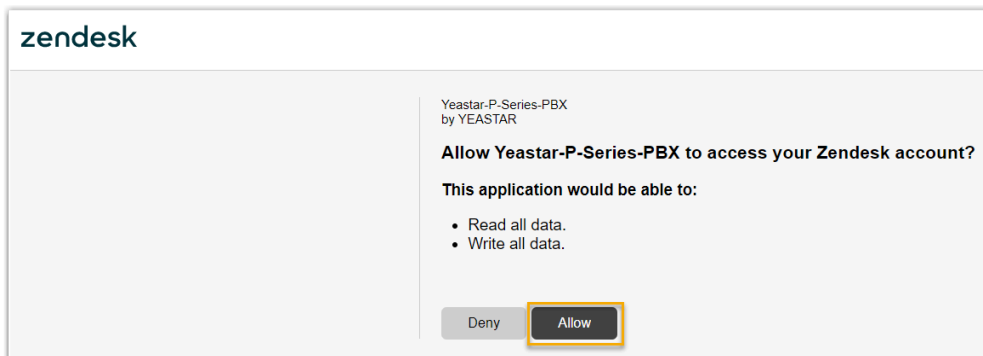 zendesk
Yeastar-P-Series-PBX
by YEASTAR
Allow Yeastar-P-Series-PBX to access your Zendesk account?
This application would be able to:
• Read all data.
• Write all data.
Deny Allow